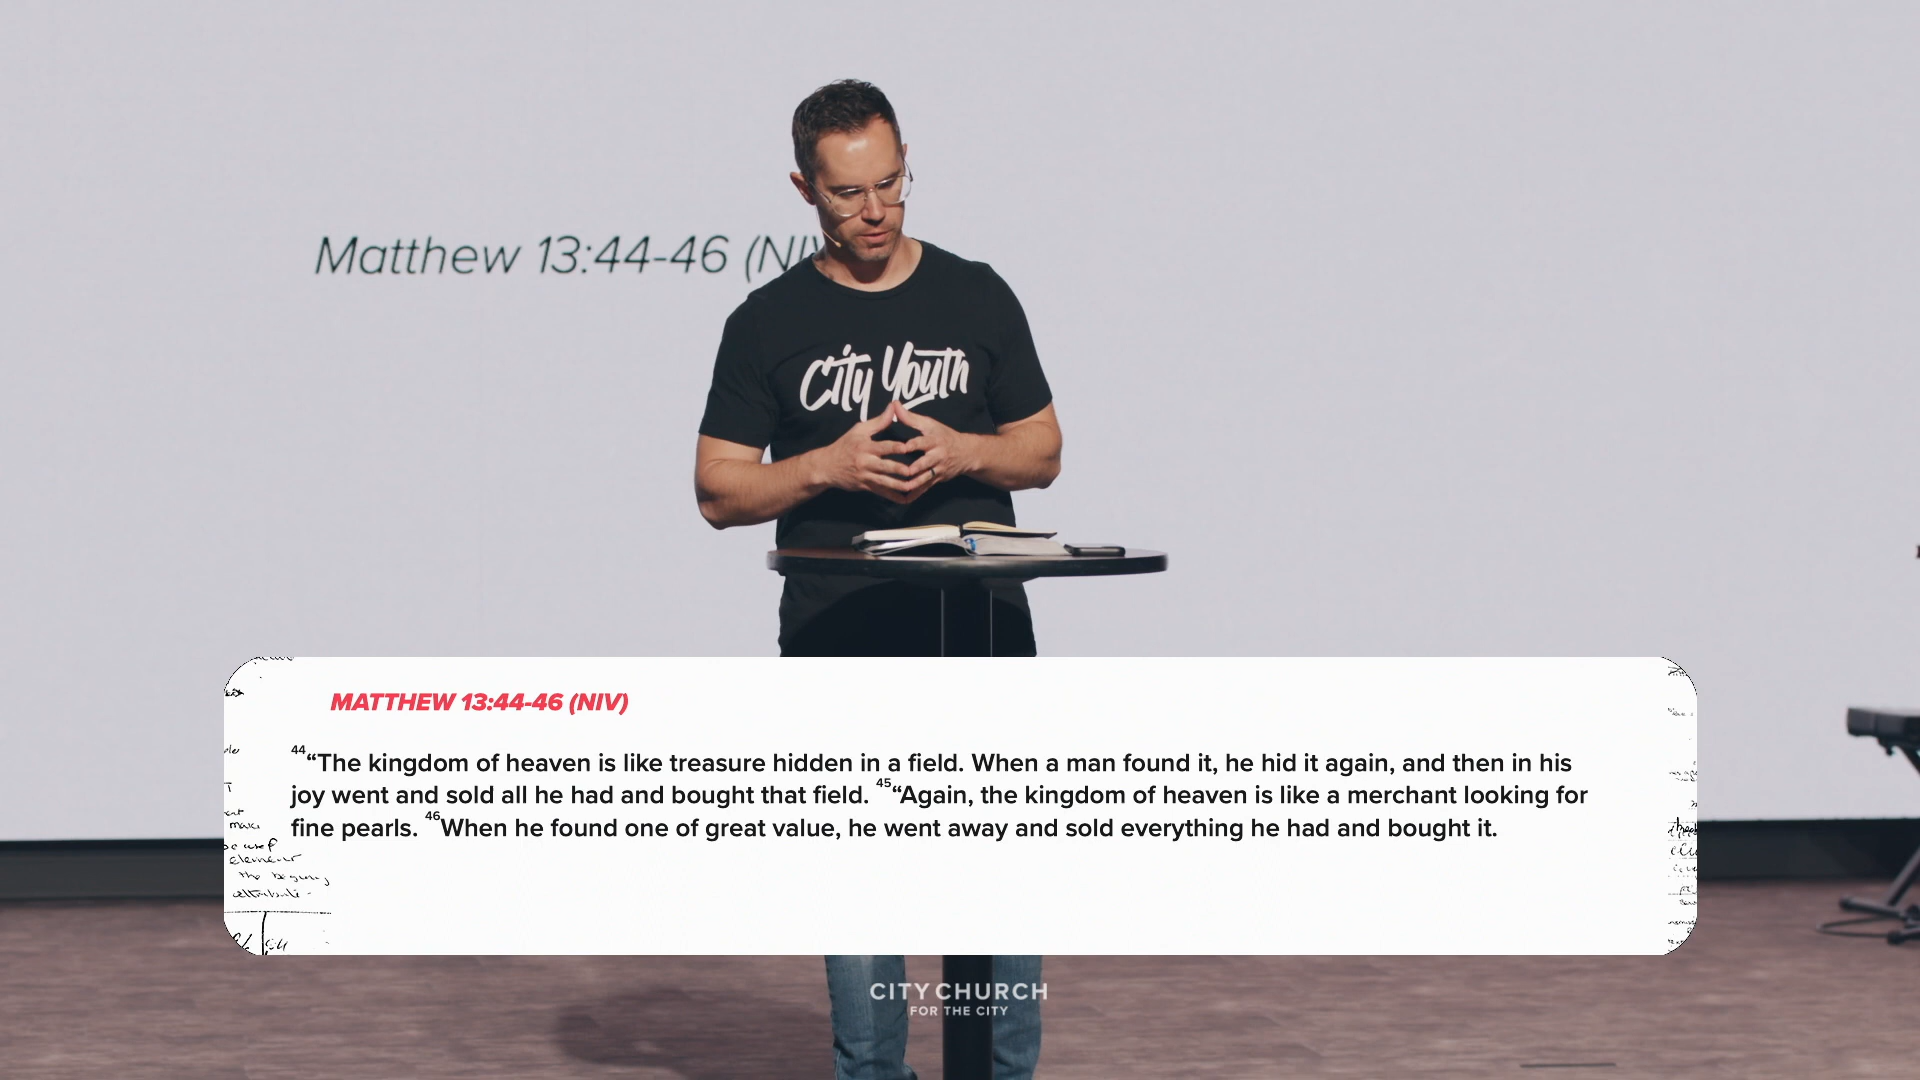 Matthew 13:44-46 (NIV
City Youth
MATTHEW 13:44-46 (NIV)
44“The kingdom of heaven is like treasure hidden in a field. When a man found it, he hid it again, and then in his
joy went and sold all he had and bought that field. 45“Again, the kingdom of heaven is like a merchant looking for
fine pearls. 46When he found one of great value, he went away and sold everything he had and bought it.
element
CITY CHURCH
FOR THE CITY